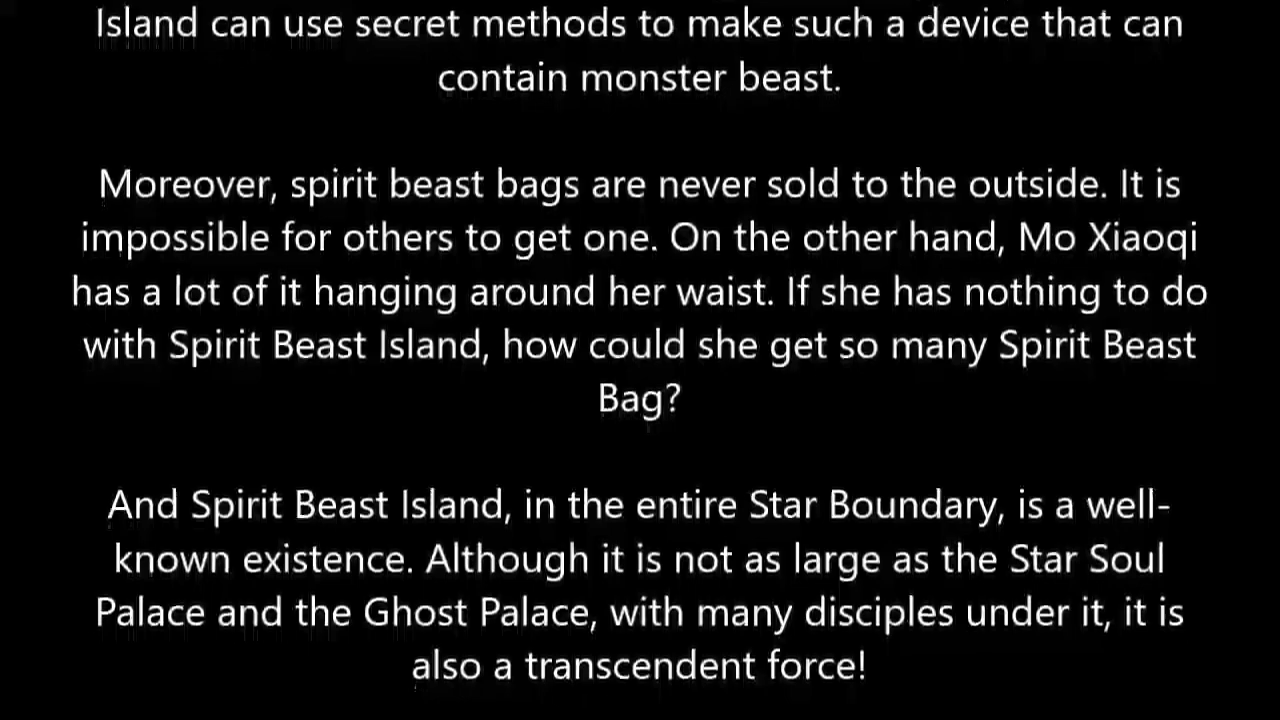 Island can use secret methods to make such a device that can
contain monster beast.
Moreover, spirit beast bags are never sold to the outside. It is
impossible for others to get one. On the other hand, Mo Xiaoqi
has a lot of it hanging around her waist. If she has nothing to do
with Spirit Beast Island, how could she get so many Spirit Beast
Bag?
And Spirit Beast Island, in the entire Star Boundary, is a well-
known existence. Although it is not as large as the Star Soul
Palace and the Ghost Palace, with many disciples under it, it is
also a transcendent force!